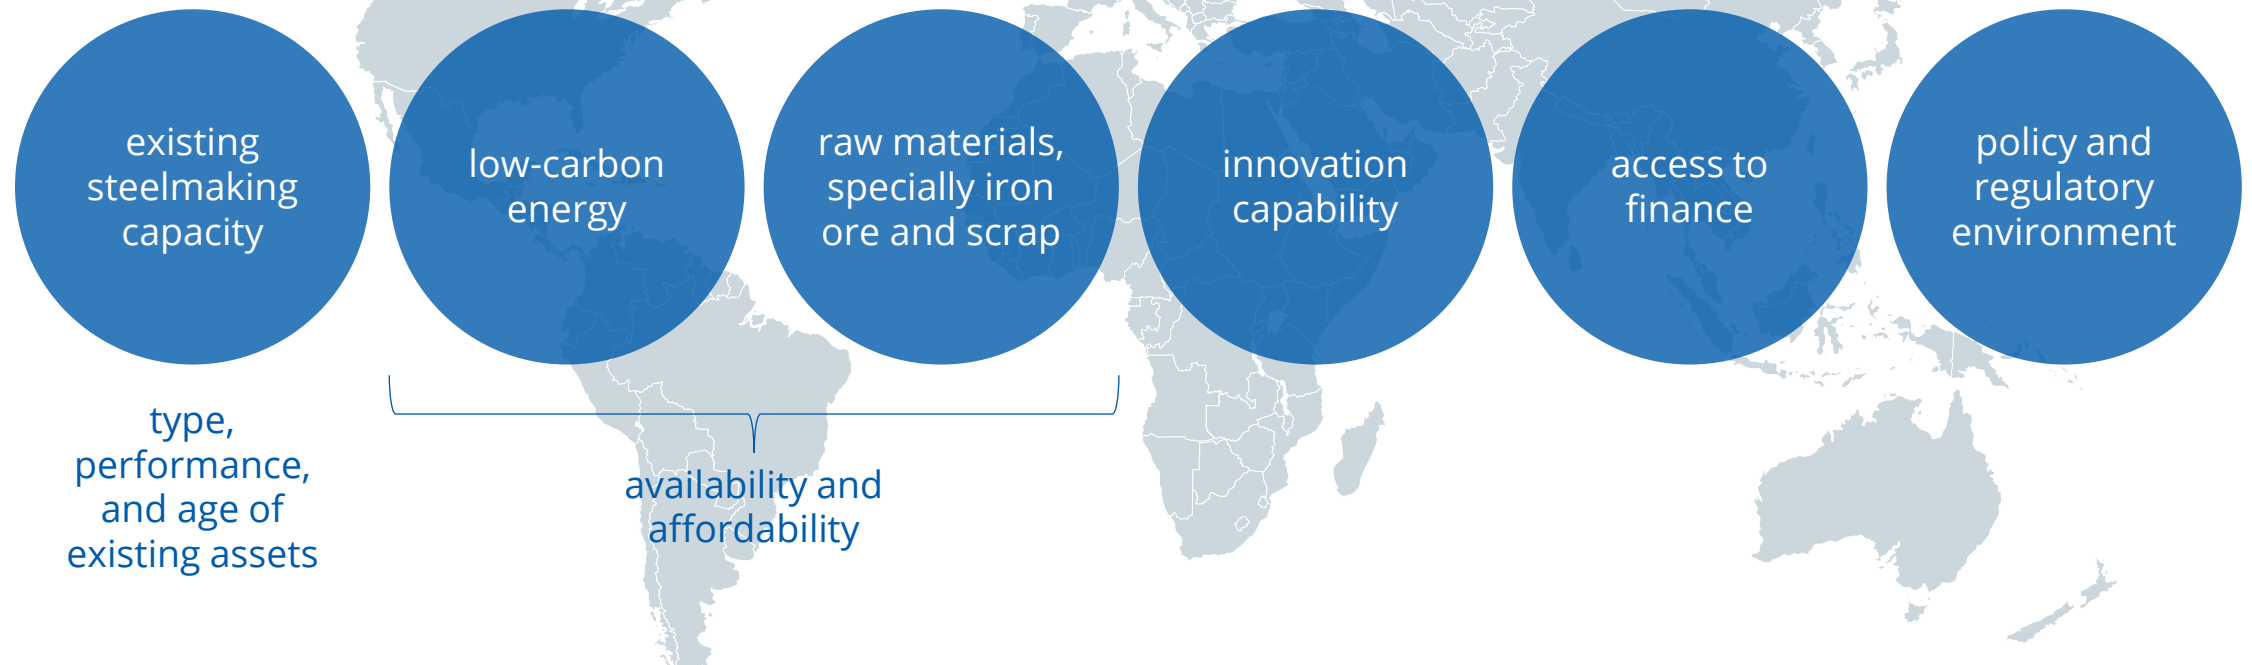 existing
steelmaking
capacity
low-carbon
energy
raw materials,
specially iron
ore and scrap
innovation
capability
access to
finance
policy and
regulatory
environment
type,
performance,
and age of
existing assets
availability and
affordability